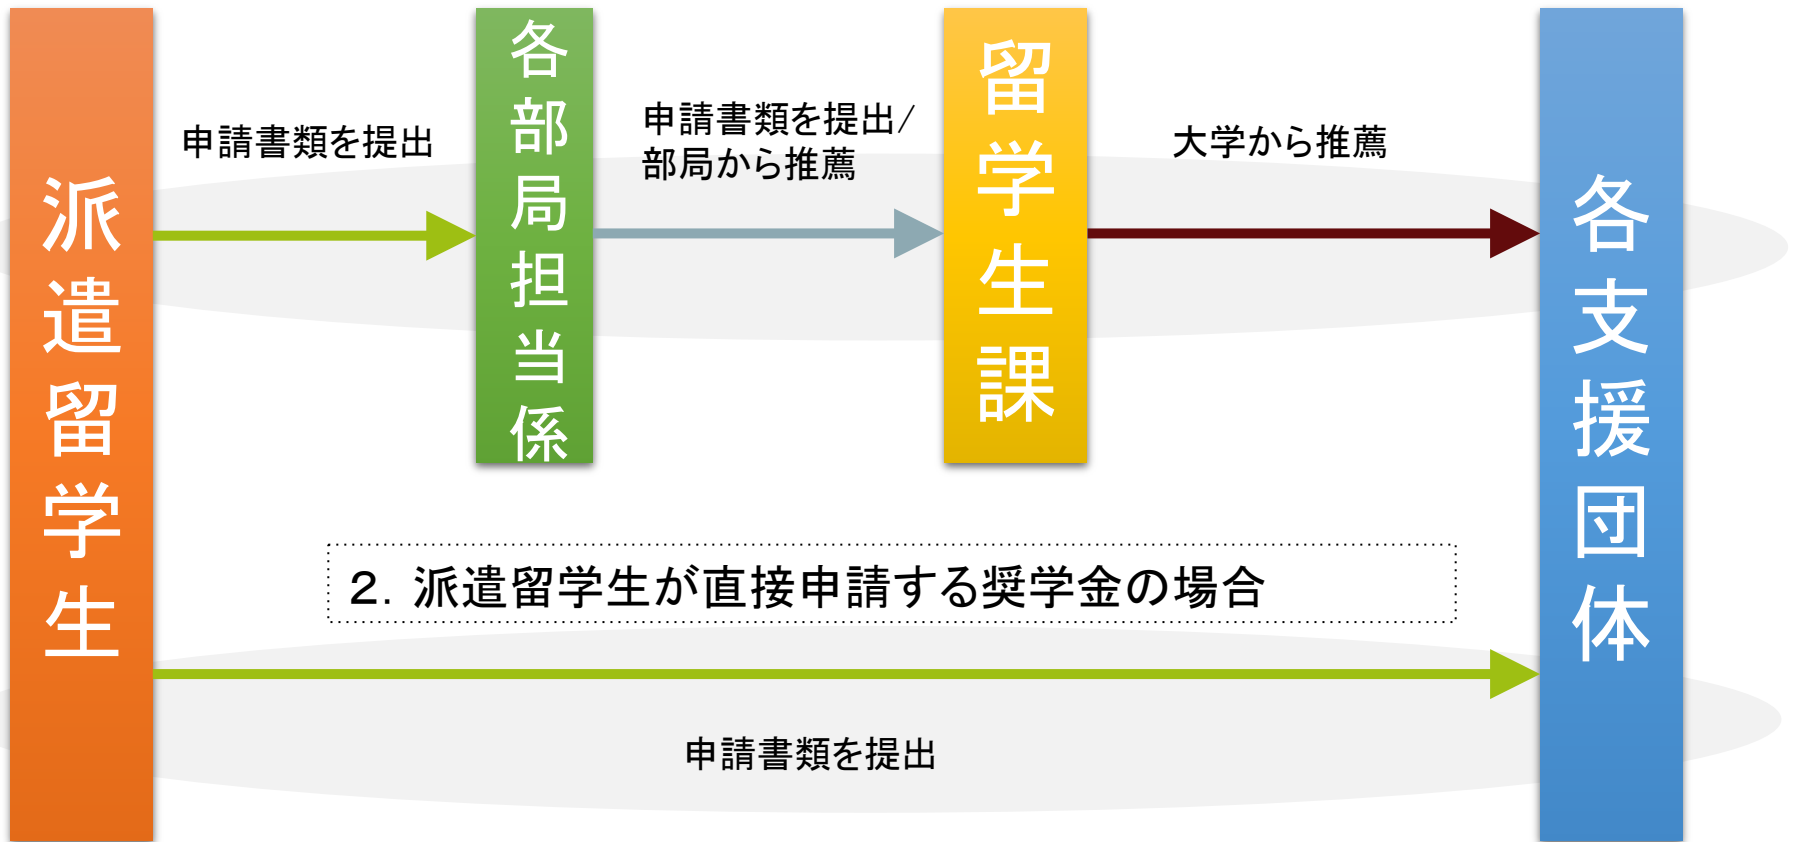 派遣留学生
申請書類を提出
各部局担当係
申請書類を提出/
部局から推薦
留学生課
大学から推薦
各支援団体
２．派遣留学生が直接申請する奨学金の場合
申請書類を提出